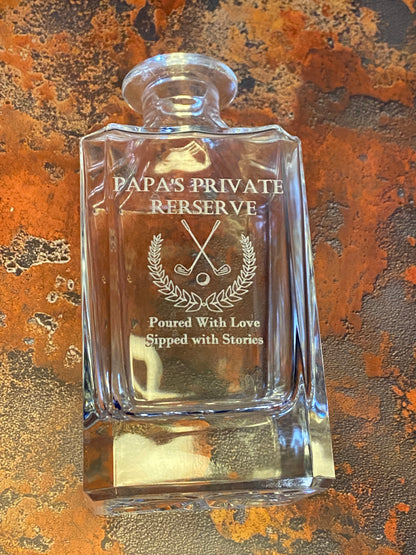 PAPA'S PRIVATE
RERSERVE
Poured With Love
Sipped with Stories